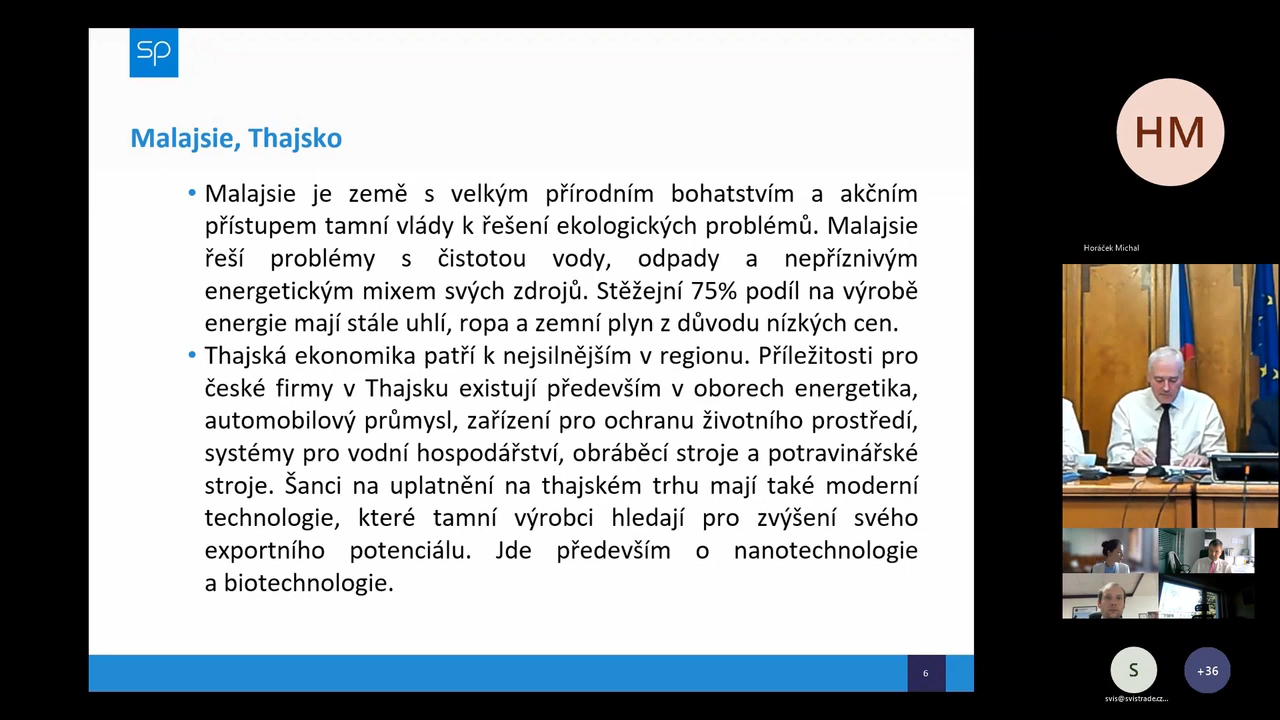 sp
Malajsie, Thajsko
• Malajsie je země s velkým přírodním bohatstvím a akčním
přístupem tamní vlády k řešení ekologických problémů. Malajsie
řeší problémy s čistotou vody, odpady a nepříznivým
energetickým mixem svých zdrojů. Stěžejní 75% podíl na výrobě
energie mají stále uhlí, ropa a zemní plyn z důvodu nízkých cen.
• Thajská ekonomika patří k nejsilnějším v regionu. Příležitosti pro
české firmy v Thajsku existují především v oborech energetika,
automobilový průmysl, zařízení pro ochranu životního prostředí,
systémy pro vodní hospodářství, obráběcí stroje a potravinářské
stroje. Šanci na uplatnění na thajském trhu mají také moderní
technologie, které tamní výrobci hledají pro zvýšení svého
exportního potenciálu. Jde především o nanotechnologie
a biotechnologie.
6
HM
Horáček Michal
S
+36
svis@svistrade.cz...